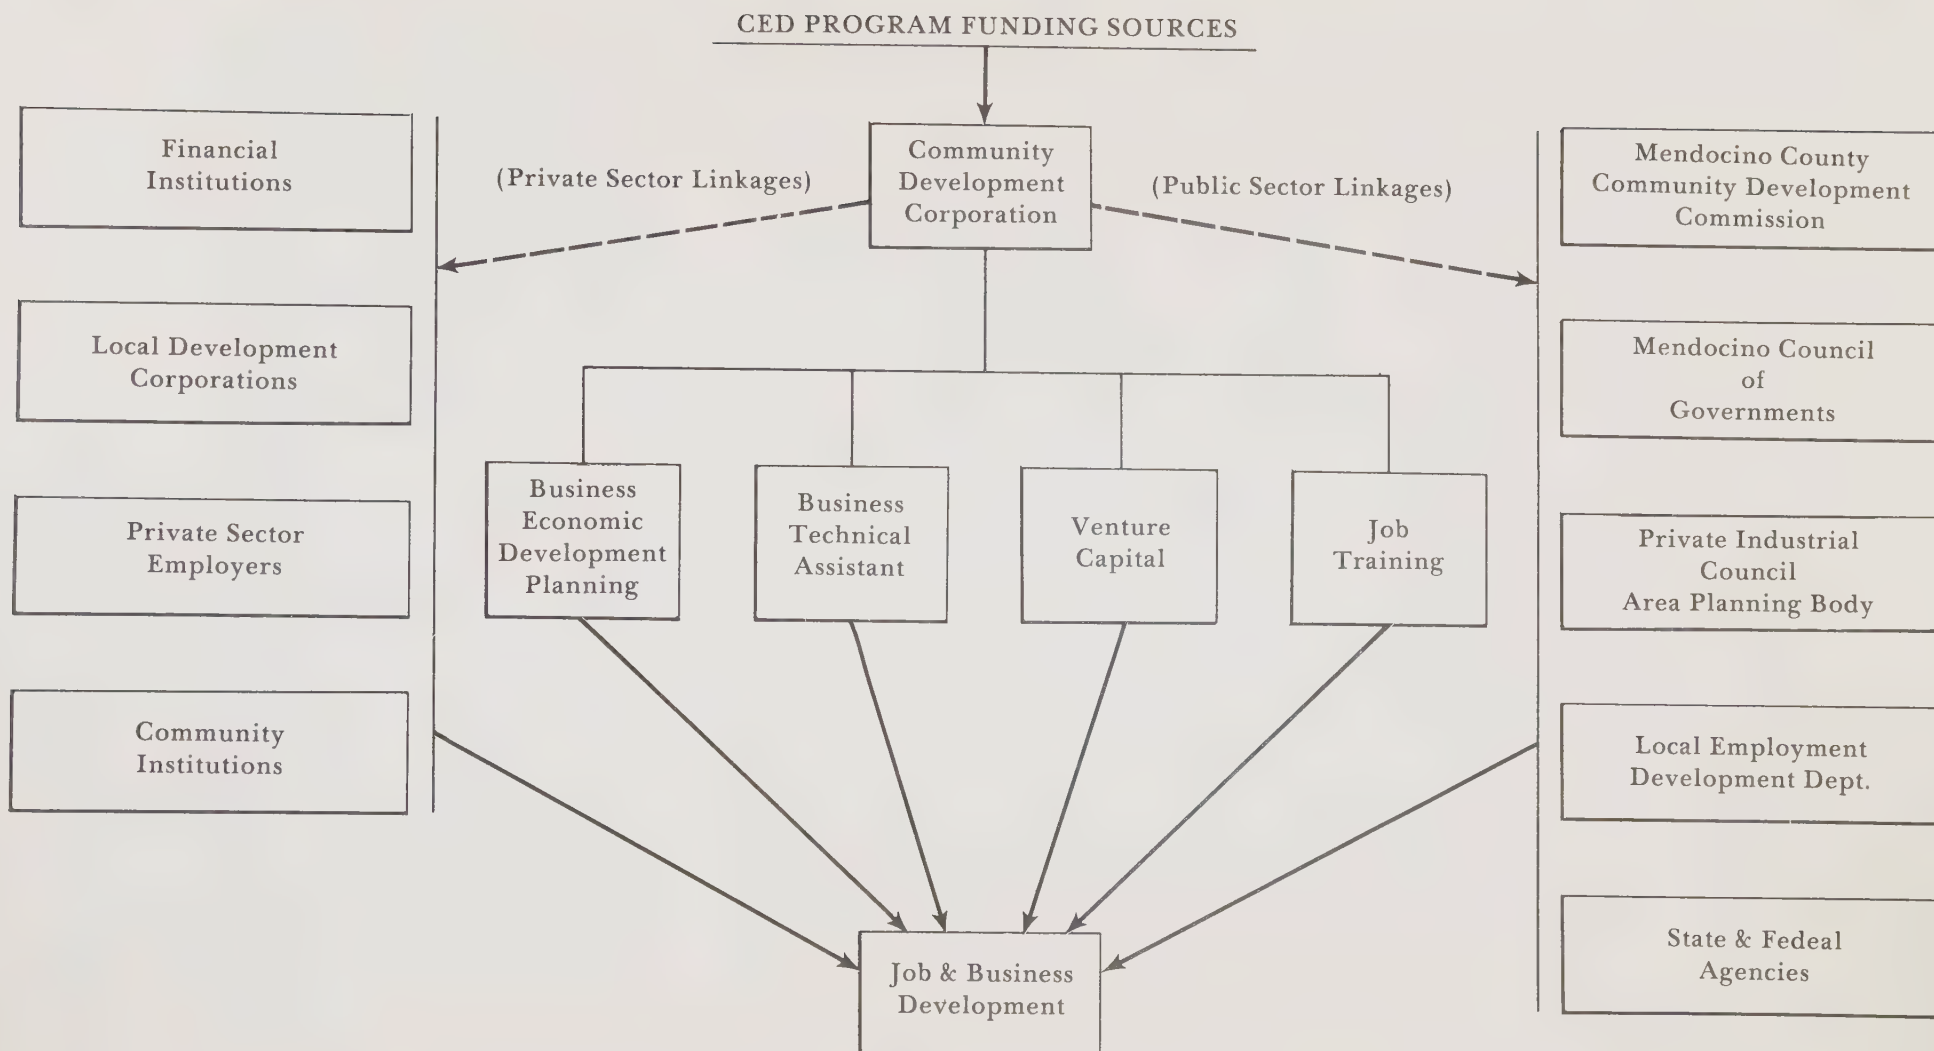 CED PROGRAM FUNDING SOURCES
Financial
Institutions
Local Development
Corporations
Private Sector
Employers
Community
Institutions
(Private Sector Linkages)
Community
Development
Corporation
(Public Sector Linkages)
Business
Economic
Development
Planning
Business
Technical
Assistant
Venture
Capital
Job
Training
Job & Business
Development
Mendocino County
Community Development
Commission
Mendocino Council
of
Governments
Private Industrial
Council
Area Planning Body
Local Employment
Development Dept.
State & Fedeal
Agencies